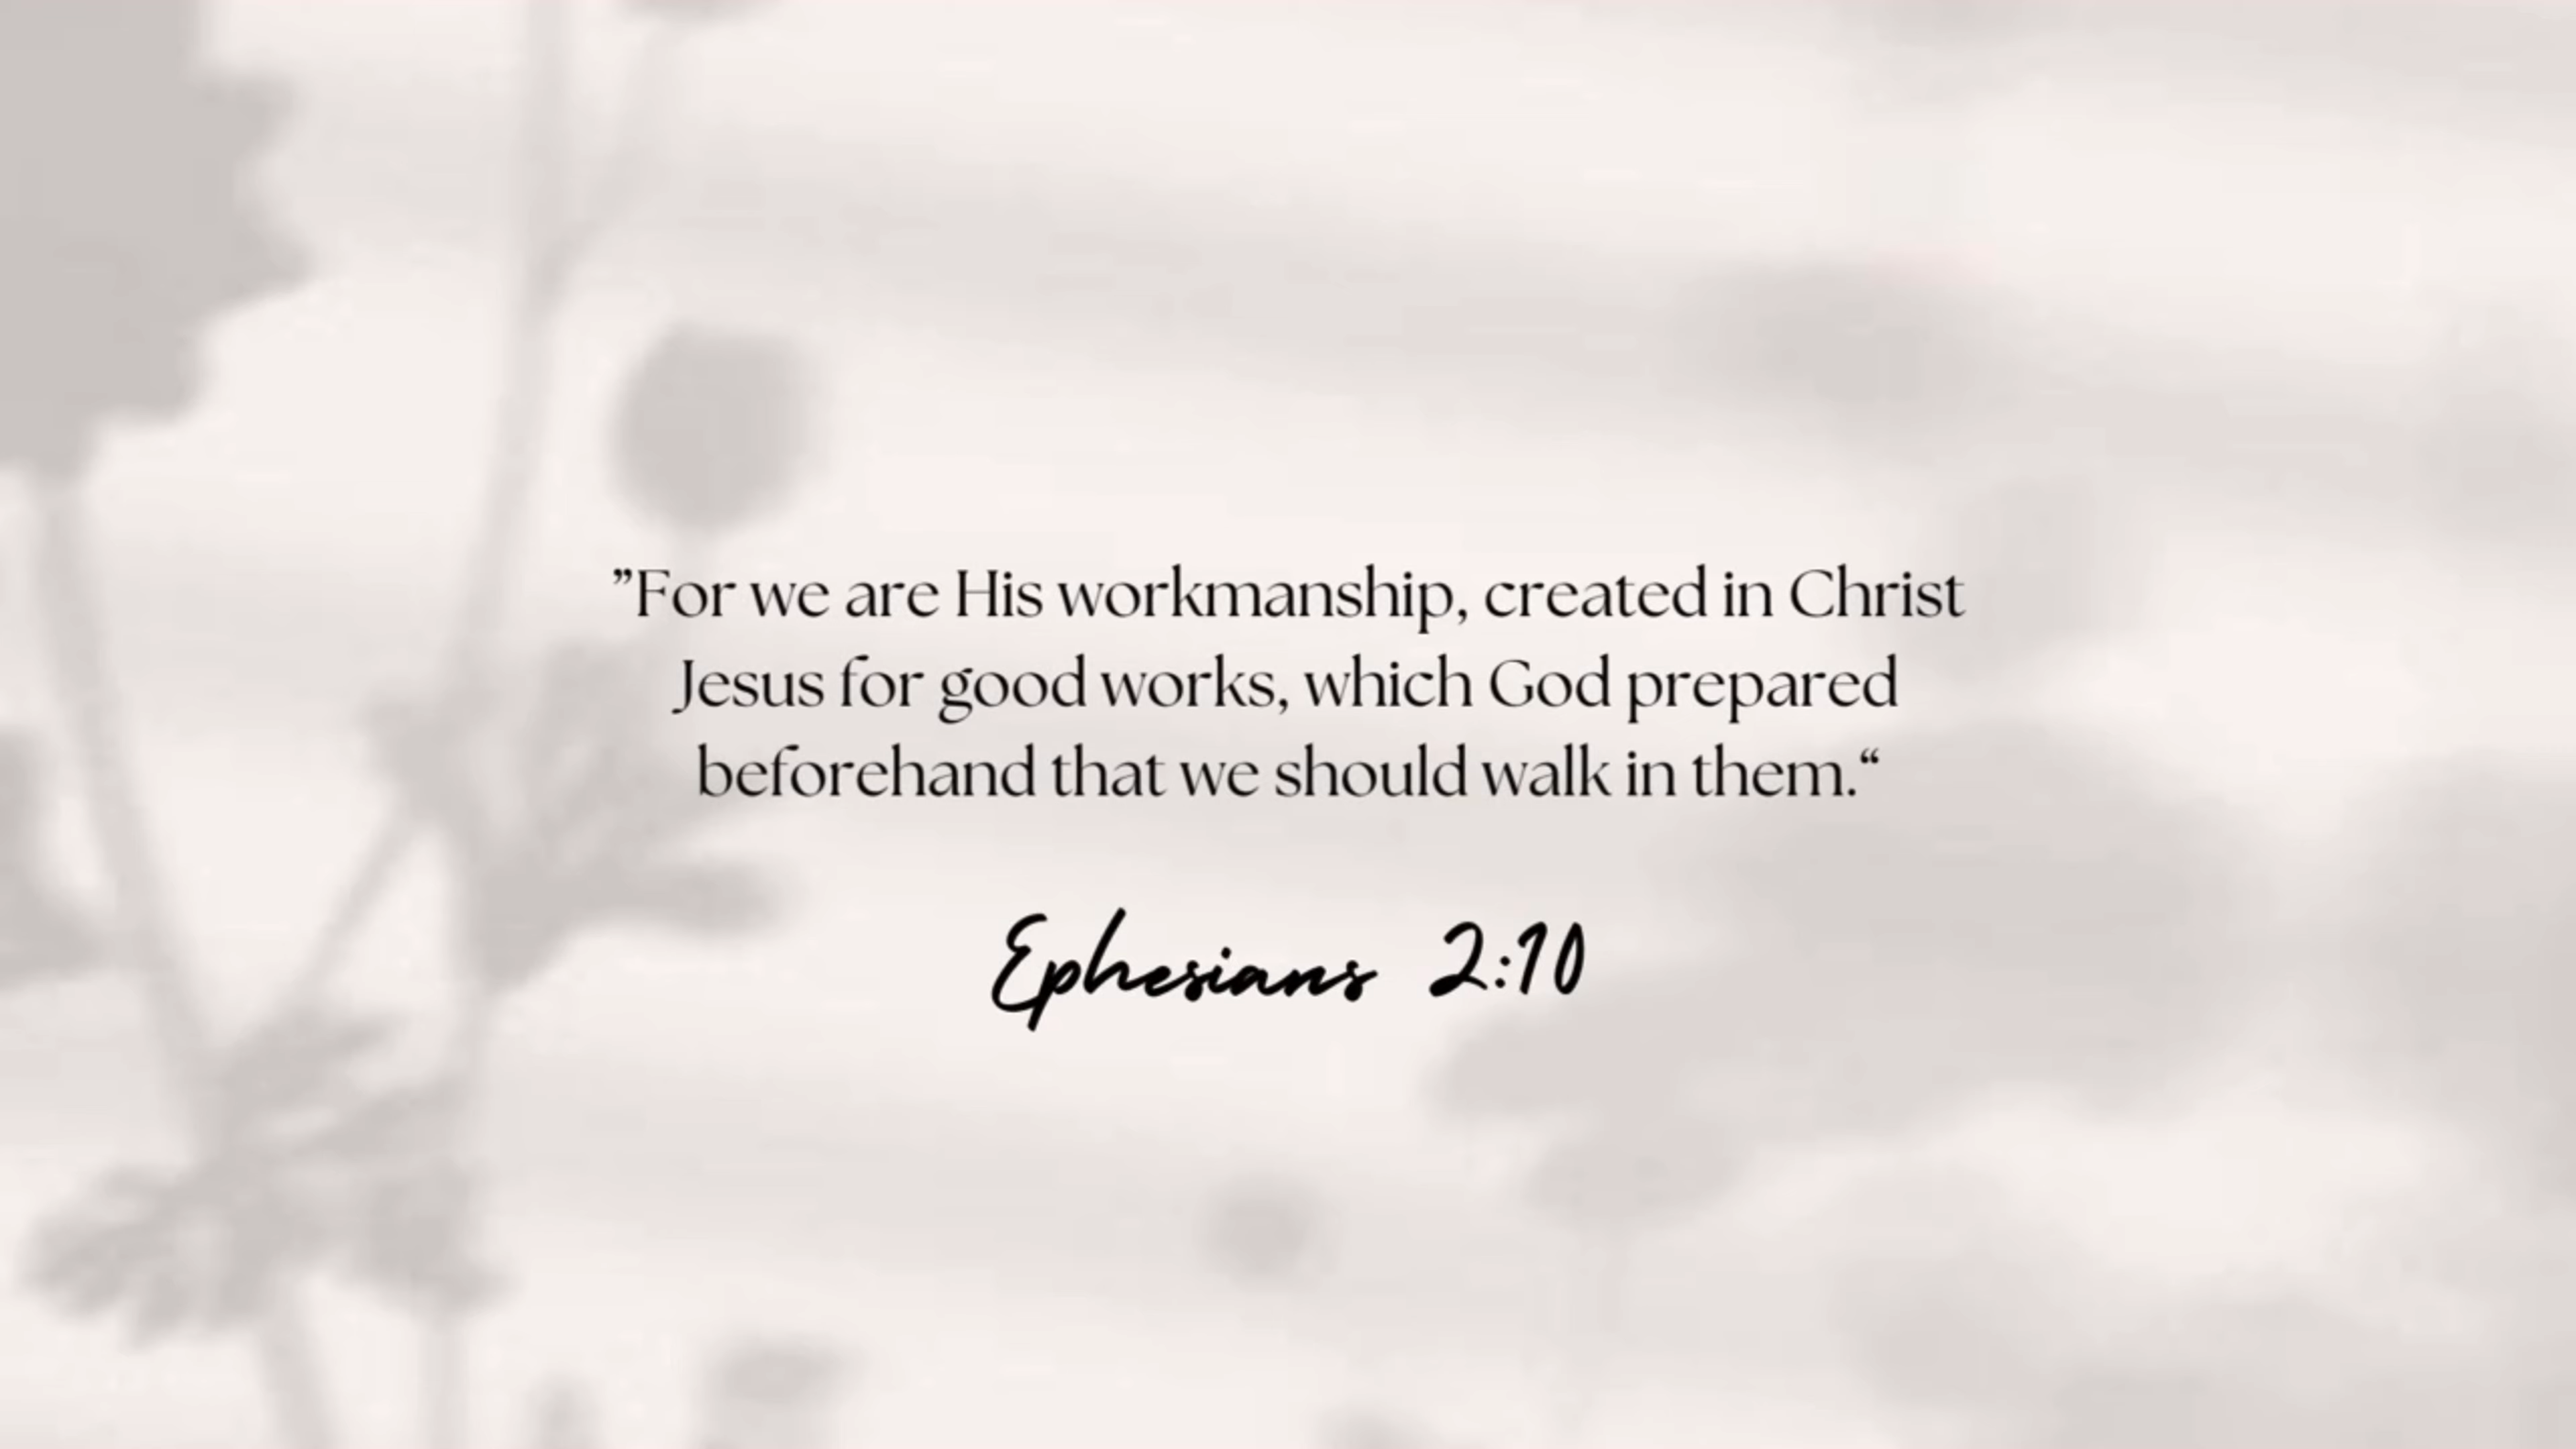 ”For we are His workmanship, created in Christ
Jesus for good works, which God prepared
beforehand that we should walk in them.“
Ephesians 2:10